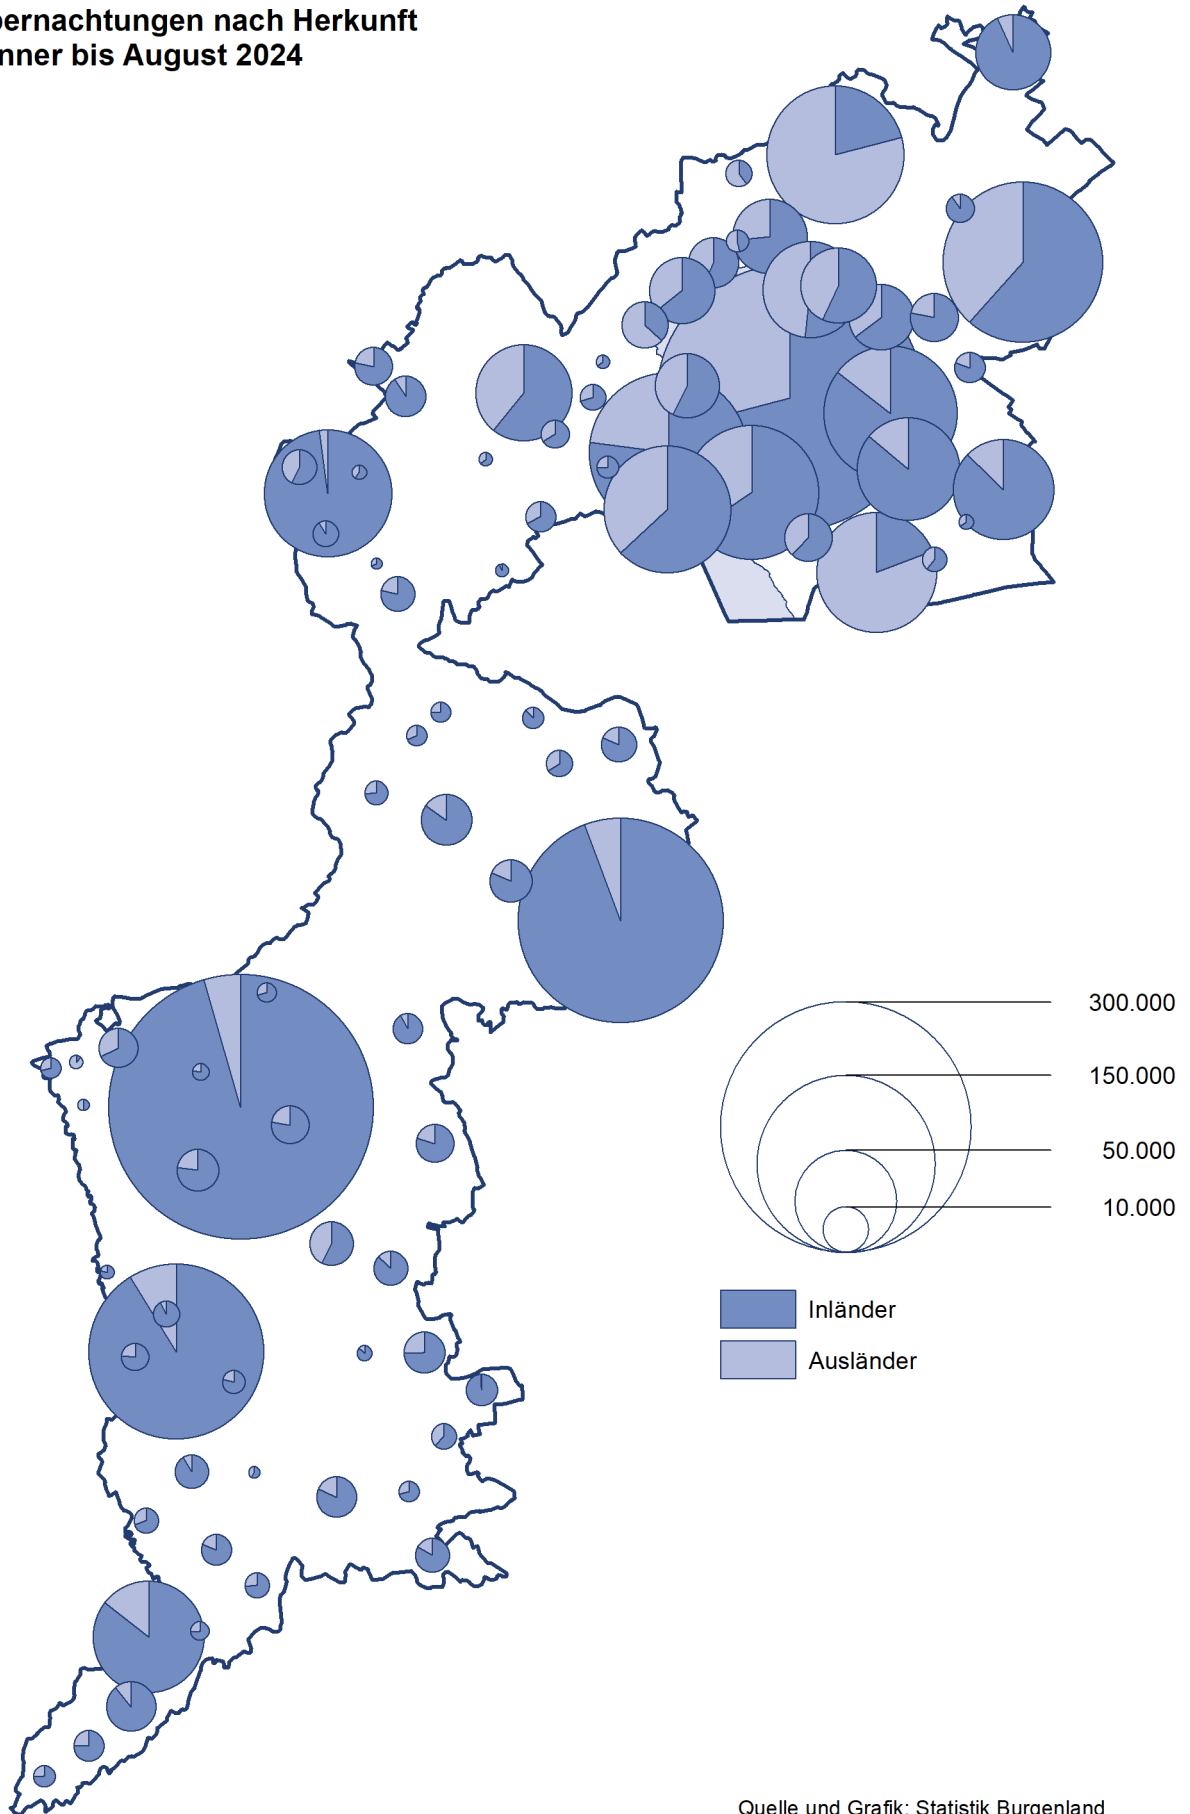 bernachtungen nach Herkunft
nner bis August 2024
300.000
150.000
50.000
10.000
Inländer
Ausländer
Quelle und Grafik: Statistik Burgenland